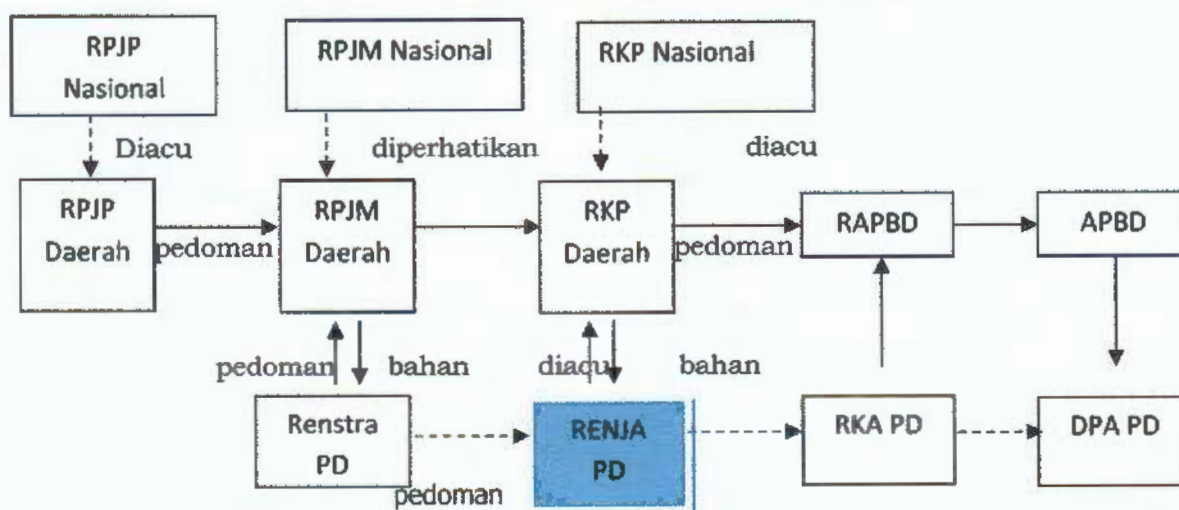 RPJP
Nasional
RPJM Nasional
RKP Nasional
Diacu
diperhatikan
diacu
RPJP
Daerah
pedoman
RPJM
Daerah
RKP
Daerah
pedoman
RAPBD
APBD
pedoman
bahan
diacu
bahan
Renstra
PD
pedoman
RENJA
PD
RKA PD
DPA PD